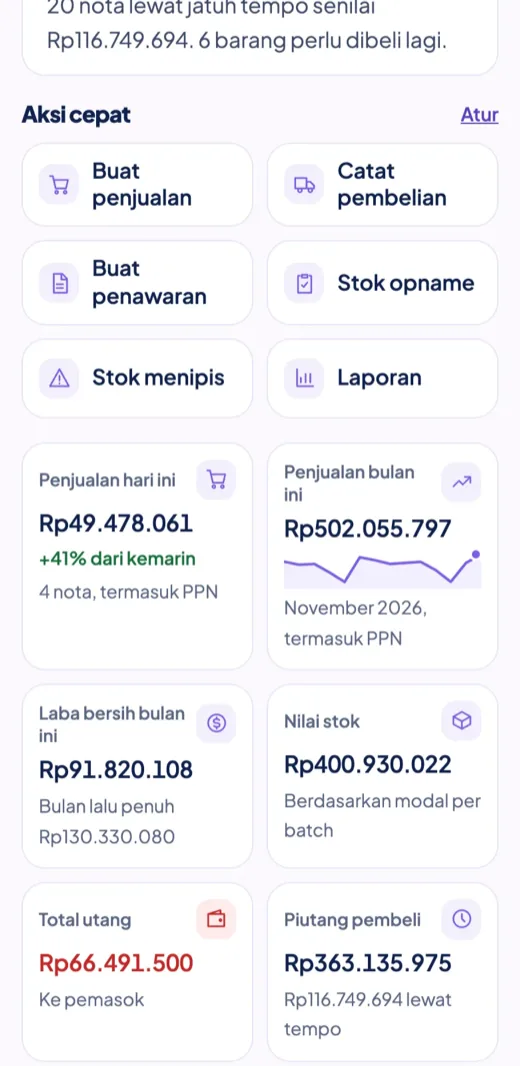 20 nota lewat jatuh tempo senilai
Rp116.749.694. 6 barang perlu dibeli lagi.
Aksi cepat
Atur
Buat
penjualan
Catat
pembelian
Buat
penawaran
Stok opname
Stok menipis
Laporan
Penjualan hari ini
Rp49.478.061
+41% dari kemarin
4 nota, termasuk PPN
Penjualan bulan
ini
Rp502.055.797
November 2026,
termasuk PPN
Laba bersih bulan
ini
Rp91.820.108
Bulan lalu penuh
Rp130.330.080
Nilai stok
Rp400.930.022
Berdasarkan modal per
batch
Total utang
Rp66.491.500
Ke pemasok
Piutang pembeli
Rp363.135.975
Rp116.749.694 lewat
tempo